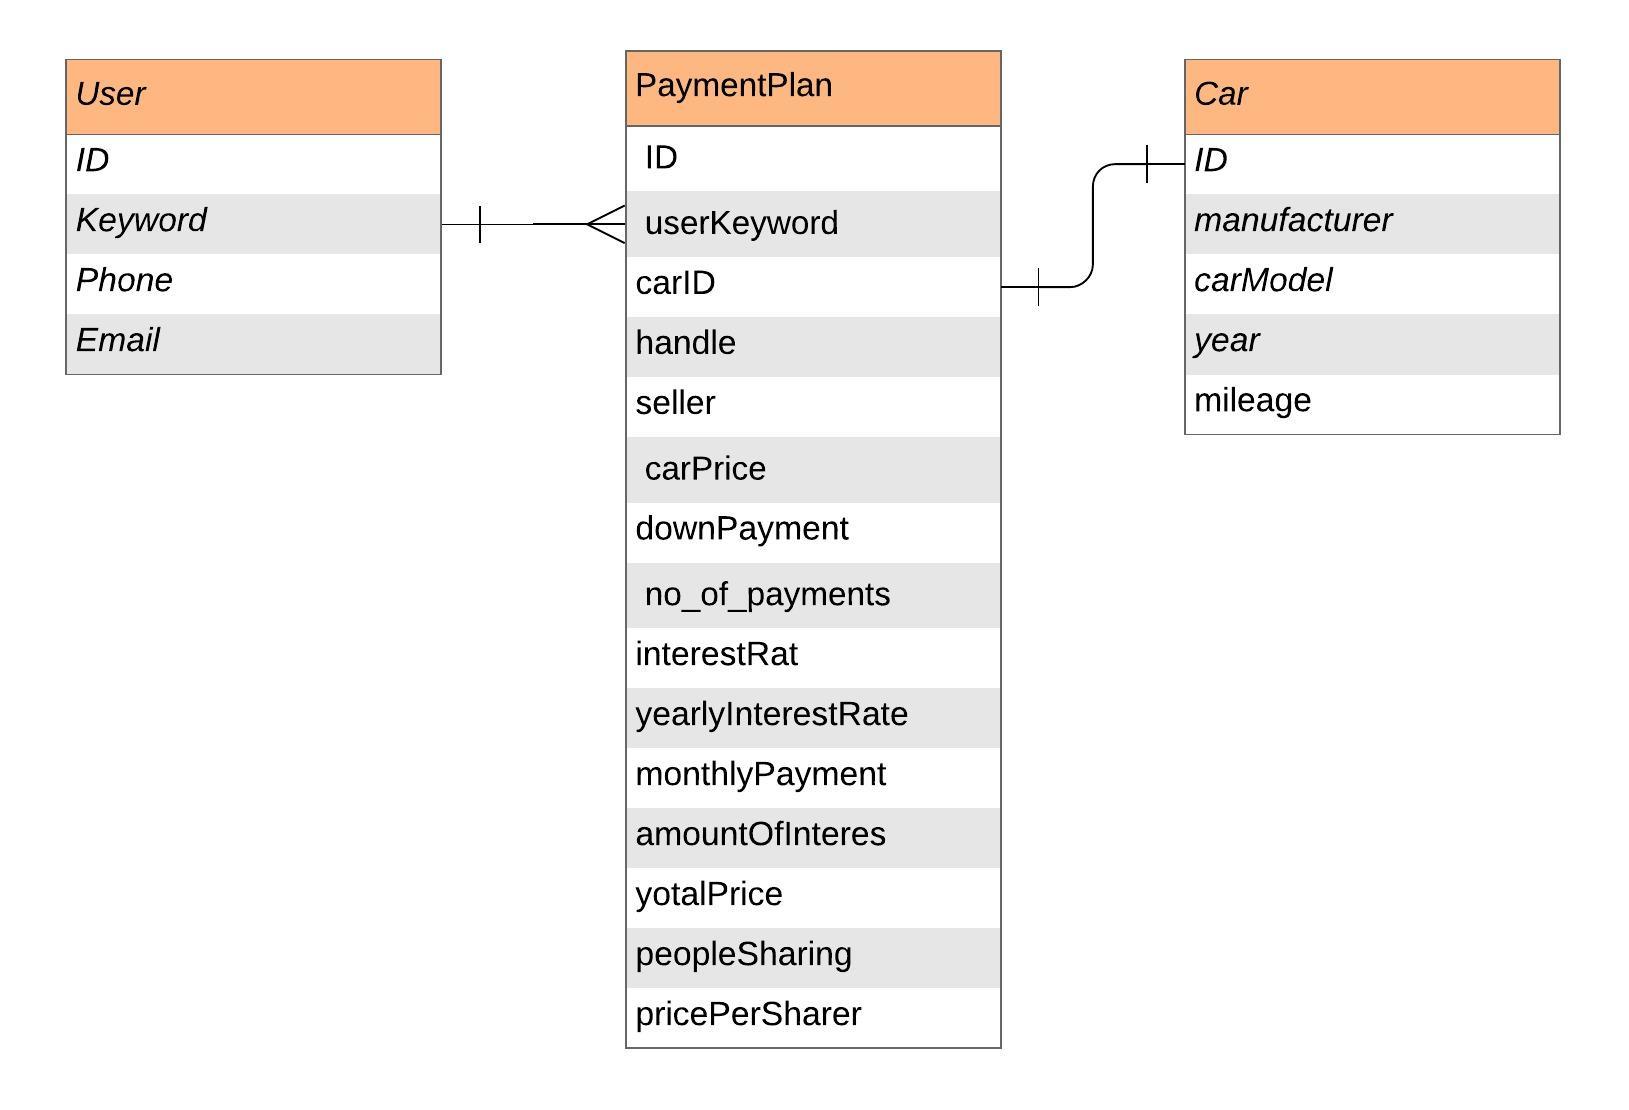 User
ID
Keyword
Phone
Email
PaymentPlan
ID
userKeyword
carID
handle
seller
carPrice
downPayment
no_of_payments
interestRat
yearlyInterestRate
monthlyPayment
amountOfInteres
yotalPrice
peopleSharing
pricePerSharer
Car
ID
manufacturer
carModel
year
mileage